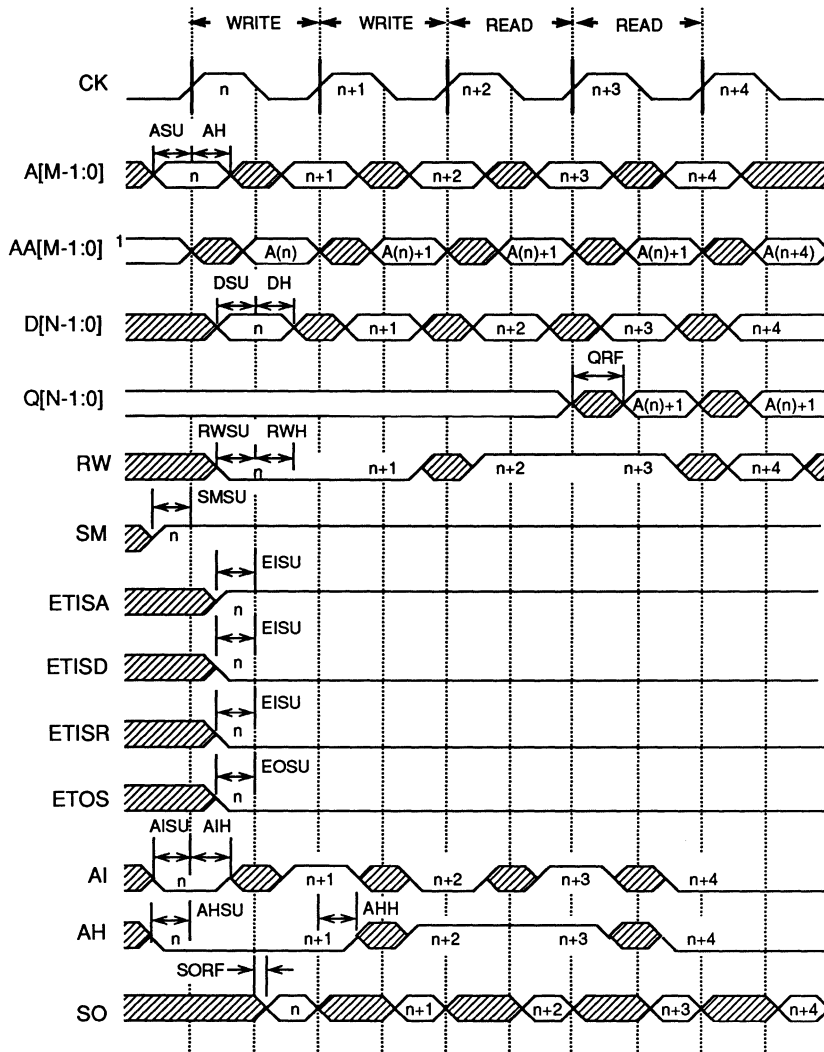 WRITE WRITE READ READ
CK n n+1 n+2 n+3 n+4
ASU AH
A[M-1:0] n n+1 n+2 n+3 n+4
AA[M-1:0] 1 A(n) A(n)+1 A(n)+1 A(n)+1 A(n+4)
DSU DH
D[N-1:0] n n+1 n+2 n+3 n+4
QRF
Q[N-1:0] A(n)+1 A(n)+1
RWSU RWH
RW n n+1 n+2 n+3 n+4
SMSU
SM n
EISU
ETISA n
EISU
ETISD n
EISU
ETISR n
EOSU
ETOS n
AISU AIH
AI n n+1 n+2 n+3 n+4
AHSU AHH
AH n n+1 n+2 n+3 n+4
SORF
SO n n+1 n+2 n+3 n+4